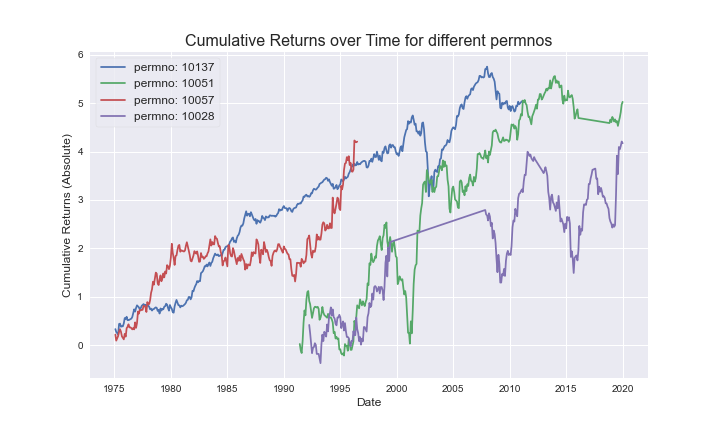 Cumulative Returns over Time for different permnos
permno: 10137
permno: 10051
permno: 10057
permno: 10028
Cumulative Returns (Absolute)
6
5
4
3
2
1
0
1975 1980 1985 1990 1995 2000 2005 2010 2015 2020
Date